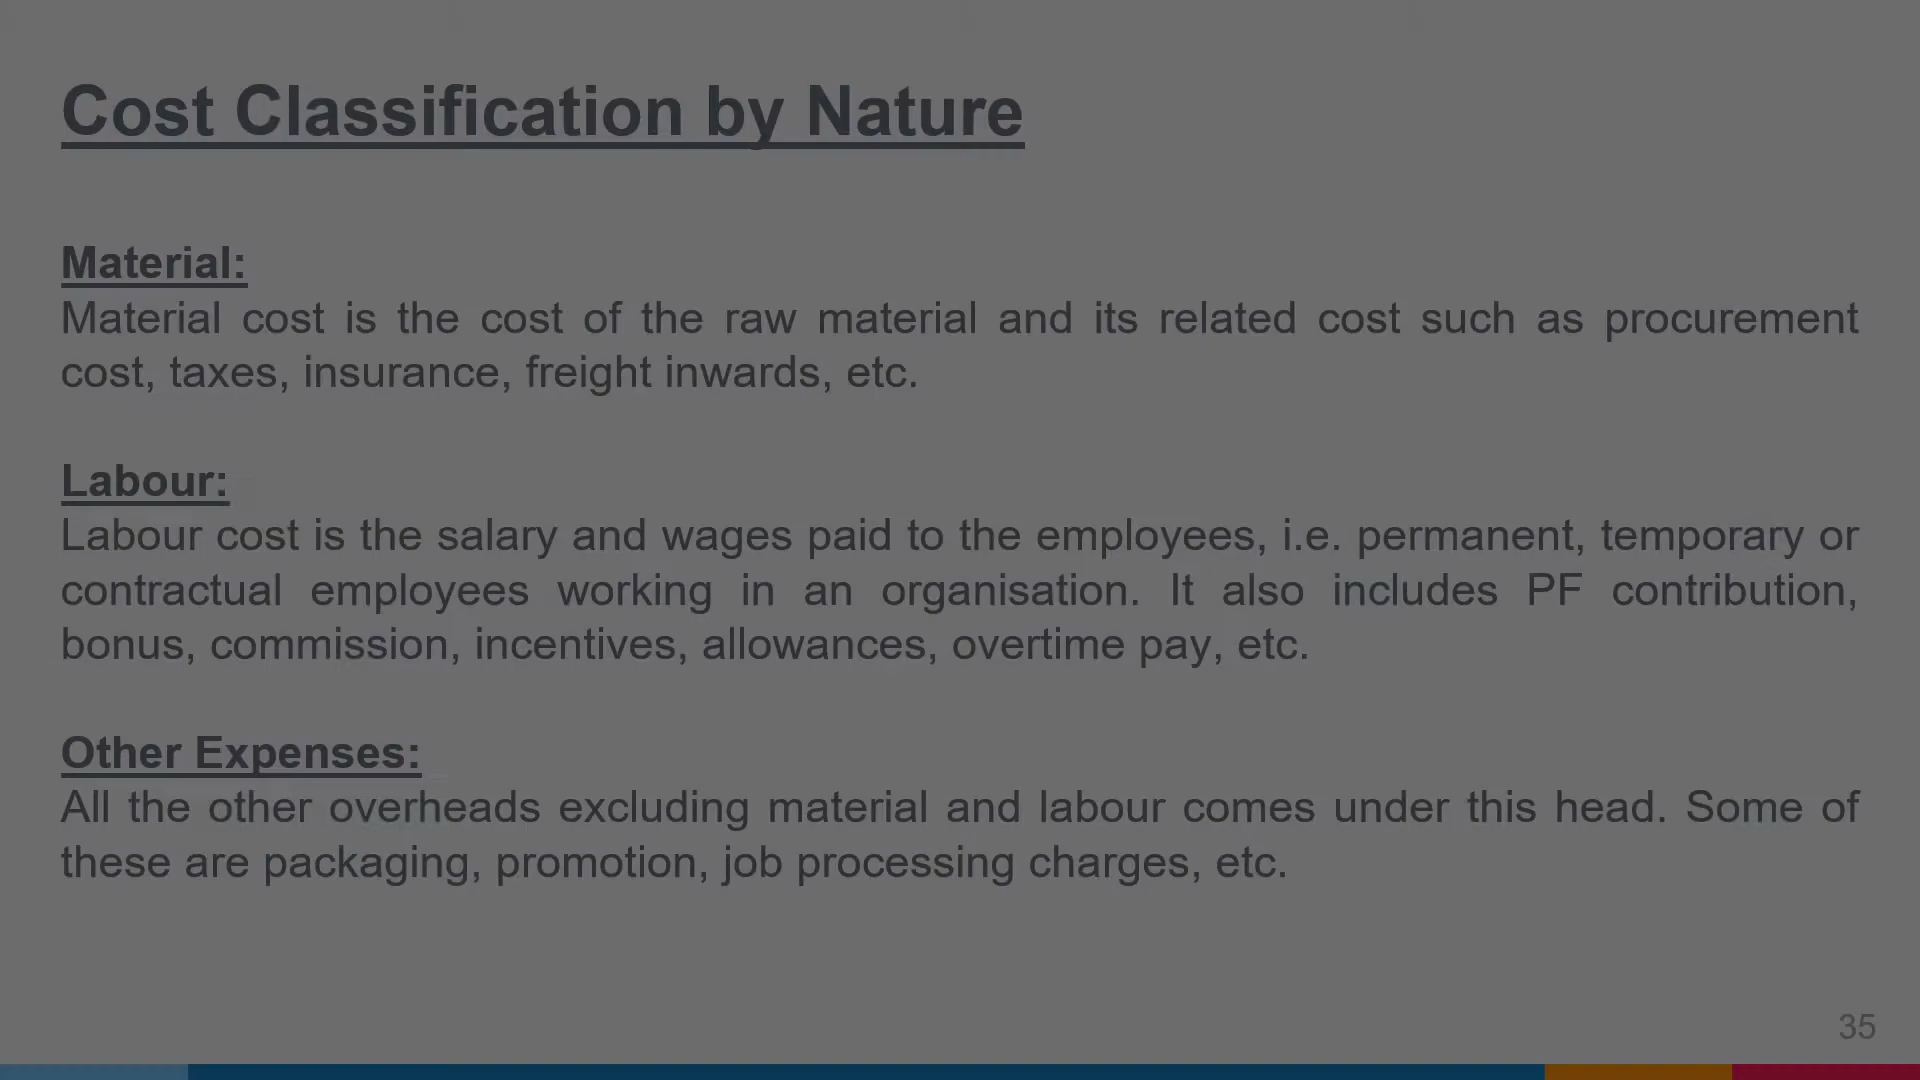 Cost Classification by Nature
Material:
Material cost is the cost of the raw material and its related cost such as procurement
cost, taxes, insurance, freight inwards, etc.
Labour:
Labour cost is the salary and wages paid to the employees, i.e. permanent, temporary or
contractual employees working in an organisation. It also includes PF contribution,
bonus, commission, incentives, allowances, overtime pay, etc.
Other Expenses:
All the other overheads excluding material and labour comes under this head. Some of
these are packaging, promotion, job processing charges, etc.
35